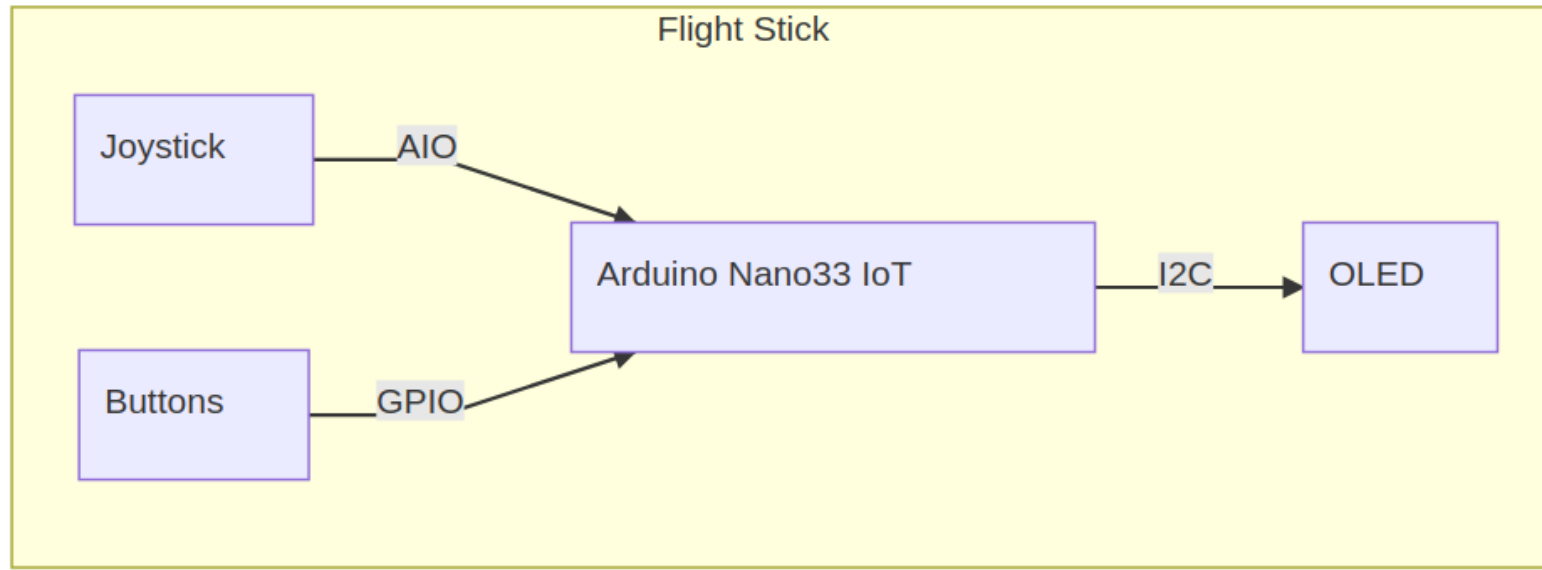 Flight Stick
Joystick
AIO
Arduino Nano33 IoT
I2C
OLED
Buttons
GPIO